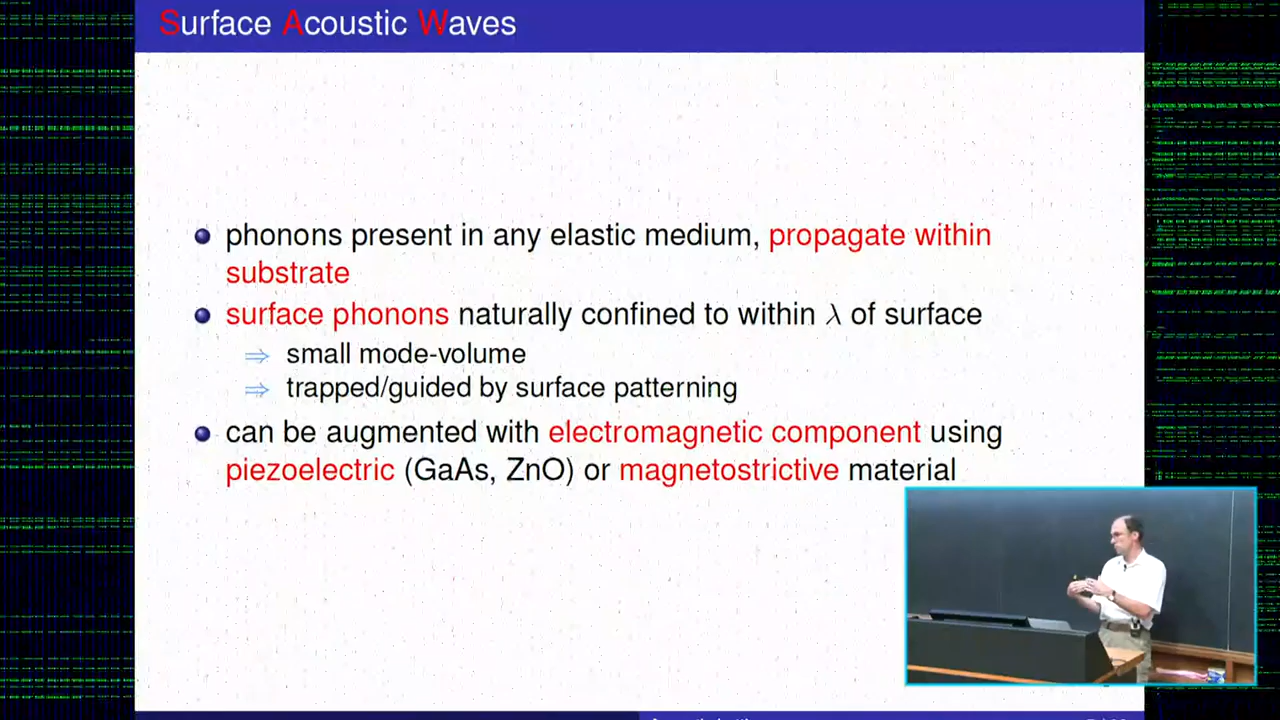 Surface Acoustic Waves
phonons present in any elastic medium, propagate within
substrate
surface phonons naturally confined to within λ of surface
⇒ small mode-volume
⇒ trapped/guided by surface patterning
can be augmented with electromagnetic component using
piezoelectric (GaAs, ZnO) or magnetostrictive material